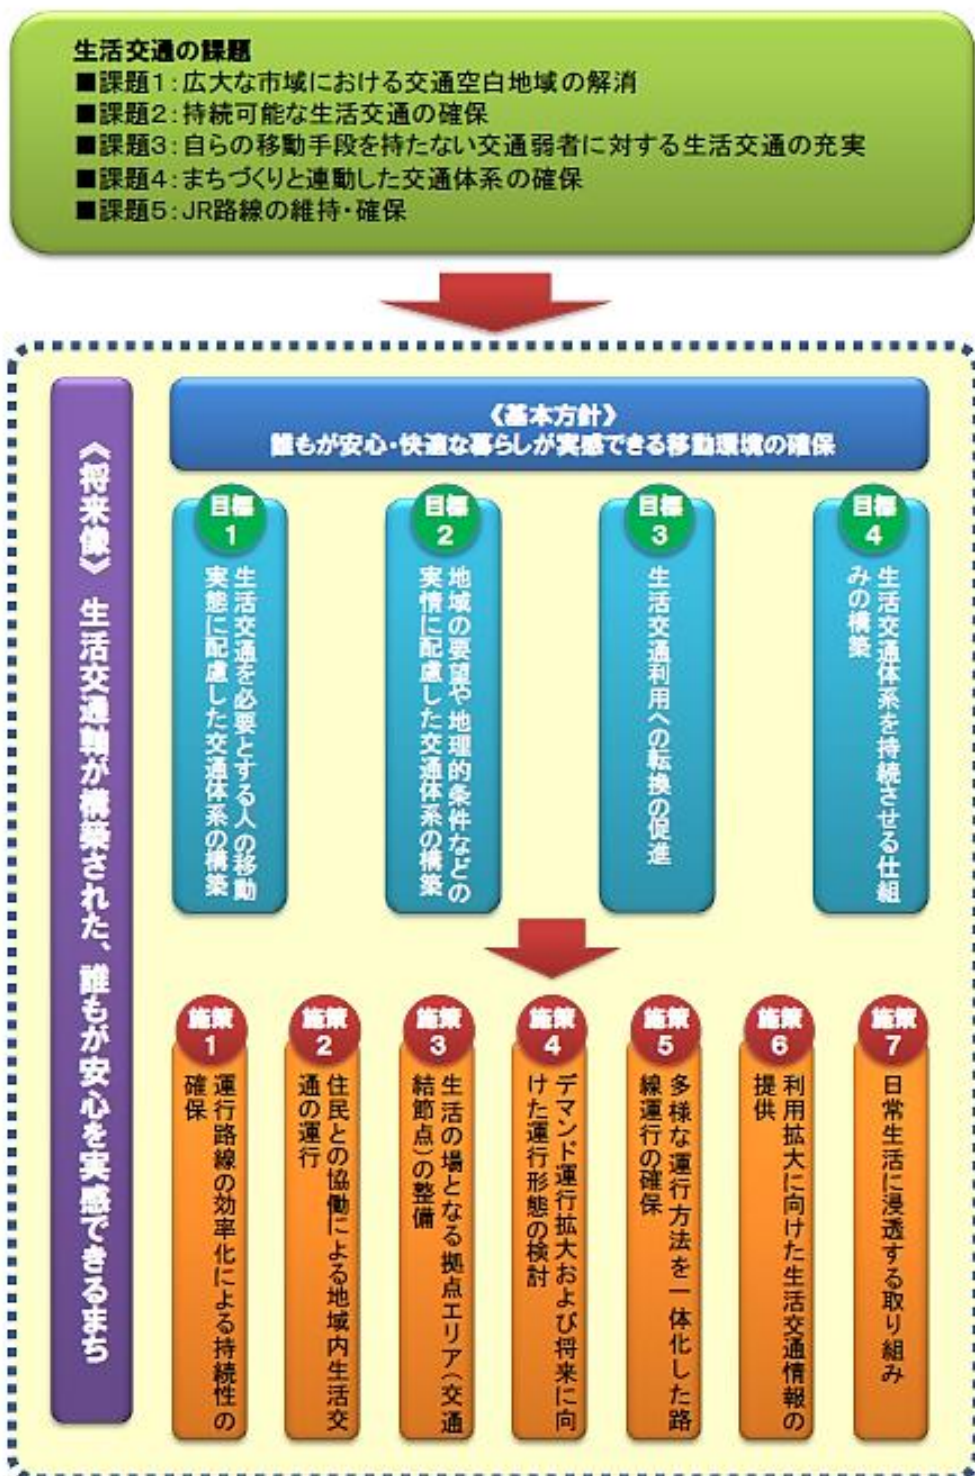 生活交通の課題
■課題1:広大な市域における交通空白地域の解消
■課題2:持続可能な生活交通の確保
■課題3:自らの移動手段を持たない交通弱者に対する生活交通の充実
■課題4:まちづくりと連動した交通体系の確保
■課題5:JR路線の維持・確保
《将来像》 生活交通軸が構築された、誰もが安心を実感できるまち
《基本方針》
誰もが安心・快適な暮らしが実感できる移動環境の確保
目標
1
生活交通を必要とする人の移動
実態に配慮した交通体系の構築
目標
2
地域の要望や地理的条件などの
実情に配慮した交通体系の構築
目標
3
生活交通利用への転換の促進
目標
4
生活交通体系を持続させる仕組
みの構築
施策
1
運行路線の効率化による持続性の
確保
施策
2
住民との協働による地域内生活交
通の運行
施策
3
生活の場となる拠点エリア(交通
結節点)の整備
施策
4
デマンド運行拡大および将来に向
けた運行形態の検討
施策
5
多様な運行方法を一体化した路
線運行の確保
施策
6
利用拡大に向けた生活交通情報の
提供
施策
7
日常生活に浸透する取り組み